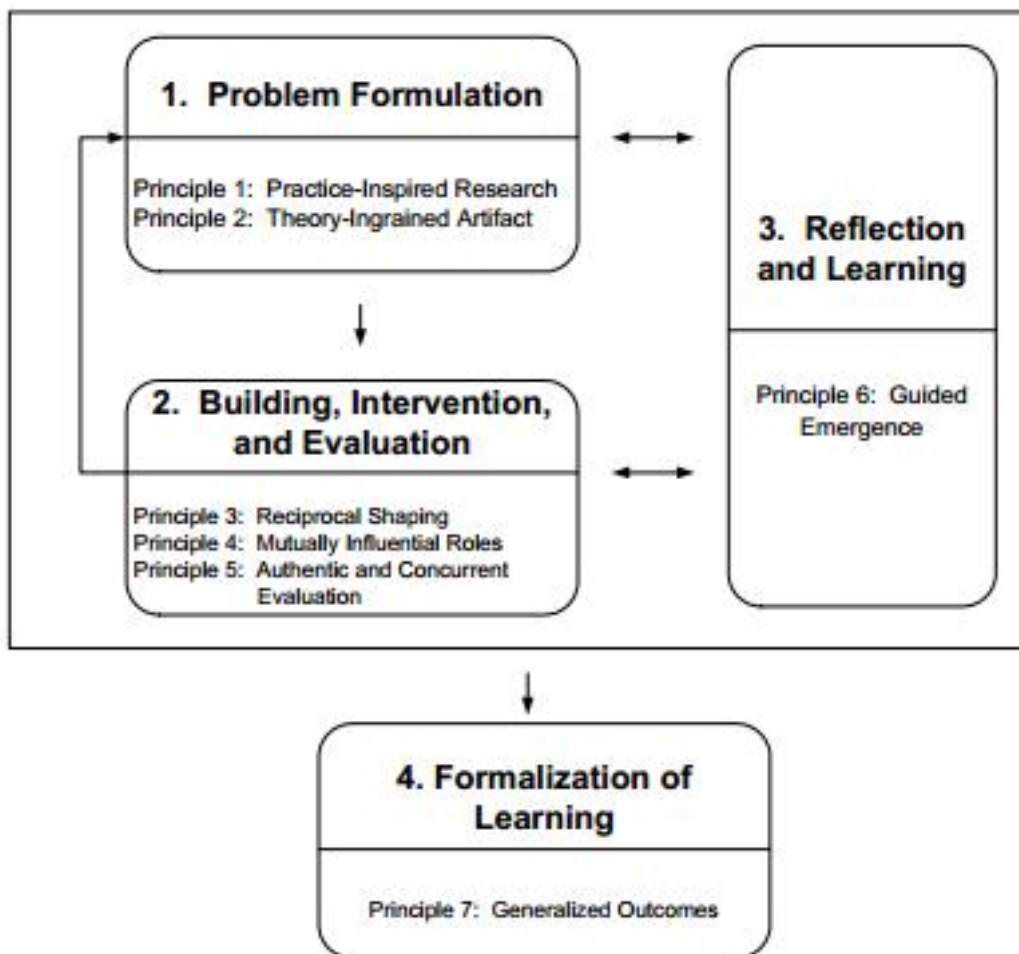 1. Problem Formulation
Principle 1: Practice-Inspired Research
Principle 2: Theory-Ingrained Artifact
2. Building, Intervention,
and Evaluation
Principle 3: Reciprocal Shaping
Principle 4: Mutually Influential Roles
Principle 5: Authentic and Concurrent
Evaluation
3. Reflection
and Learning
Principle 6: Guided
Emergence
4. Formalization of
Learning
Principle 7: Generalized Outcomes